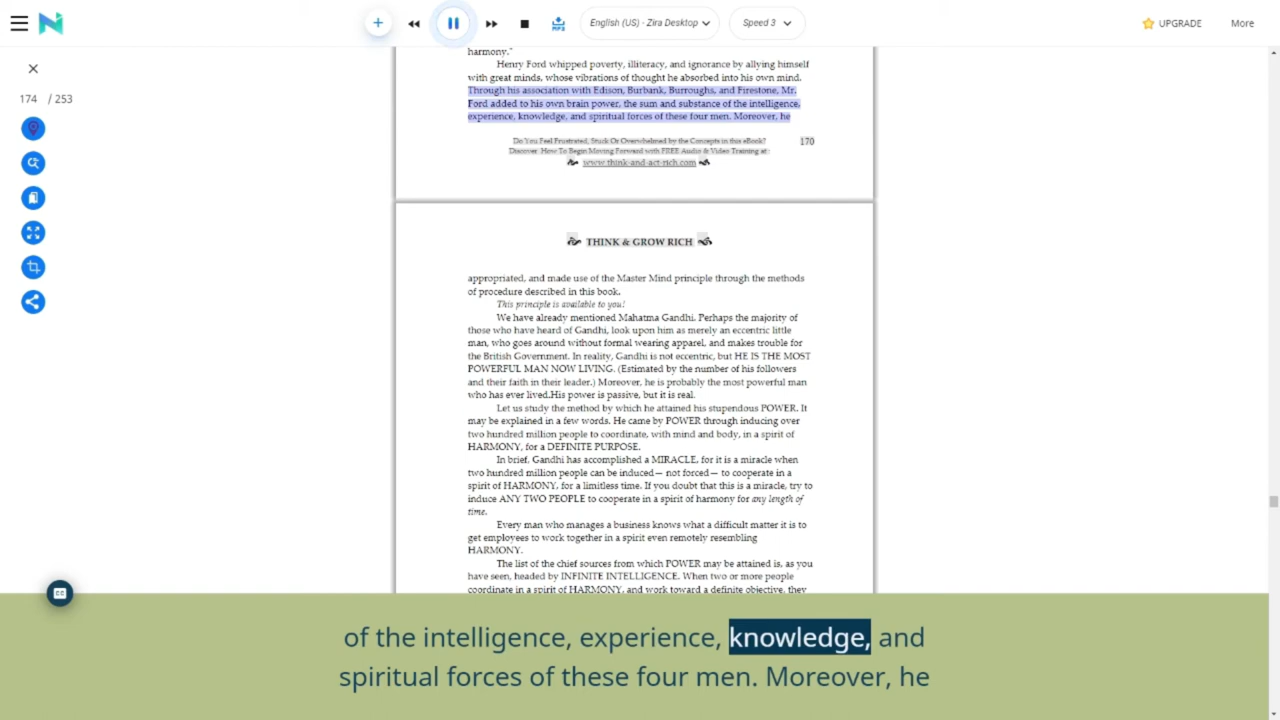 English (US) - Zira Desktop
Speed 3
UPGRADE
More
174 / 253
harmony."
Henry Ford whipped poverty, illiteracy, and ignorance by allying himself
with great minds, whose vibrations of thought he absorbed into his own mind.
Through his association with Edison, Burbank, Burroughs, and Firestone, Mr.
Ford added to his own brain power, the sum and substance of the intelligence,
experience, knowledge, and spiritual forces of these four men. Moreover, he
Do You Feel Frustrated, Stuck Or Overwhelmed by the Concepts in this eBook?
170
Discover How To Begin Moving Forward with FREE Audio & Video Training at:
www.think-and-act-rich.com
THINK & GROW RICH
appropriated, and made use of the Master Mind principle through the methods
of procedure described in this book.
This principle is available to you!
We have already mentioned Mahatma Gandhi. Perhaps the majority of
those who have heard of Gandhi, look upon him as merely an eccentric little
man, who goes around without formal wearing apparel, and makes trouble for
the British Government. In reality, Gandhi is not eccentric, but HE IS THE MOST
POWERFUL MAN NOW LIVING. (Estimated by the number of his followers
and their faith in their leader.) Moreover, he is probably the most powerful man
who has ever lived.His power is passive, but it is real.
Let us study the method by which he attained his stupendous POWER. It
may be explained in a few words. He came by POWER through inducing over
two hundred million people to coordinate, with mind and body, in a spirit of
HARMONY, for a DEFINITE PURPOSE.
In brief, Gandhi has accomplished a MIRACLE, for it is a miracle when
two hundred million people can be induced— not forced— to cooperate in a
spirit of HARMONY, for a limitless time. If you doubt that this is a miracle, try to
induce ANY TWO PEOPLE to cooperate in a spirit of harmony for any length of
time.
Every man who manages a business knows what a difficult matter it is to
get employees to work together in a spirit even remotely resembling
HARMONY.
The list of the chief sources from which POWER may be attained is, as you
have seen, headed by INFINITE INTELLIGENCE. When two or more people
coordinate in a spirit of HARMONY, and work toward a definite objective, they
CC
of the intelligence, experience, knowledge, and
spiritual forces of these four men. Moreover, he